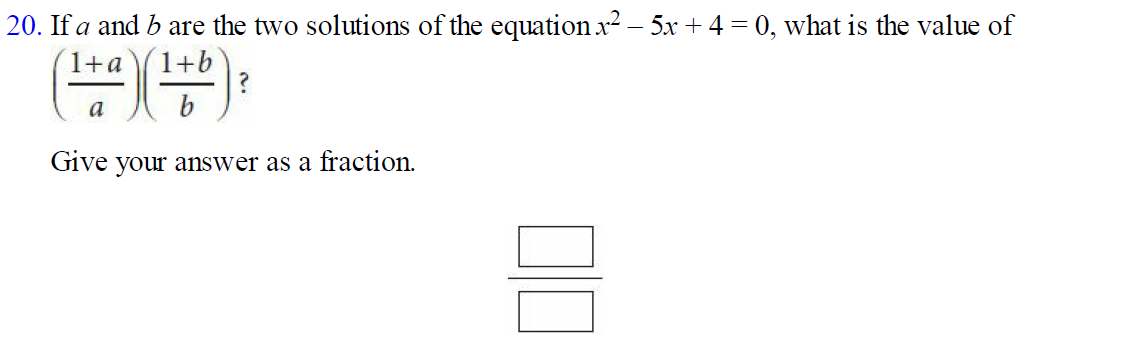 20. If a and b are the two solutions of the equation x² – 5x + 4 = 0, what is the value of
(1+a / a)(1+b / b)?
Give your answer as a fraction.